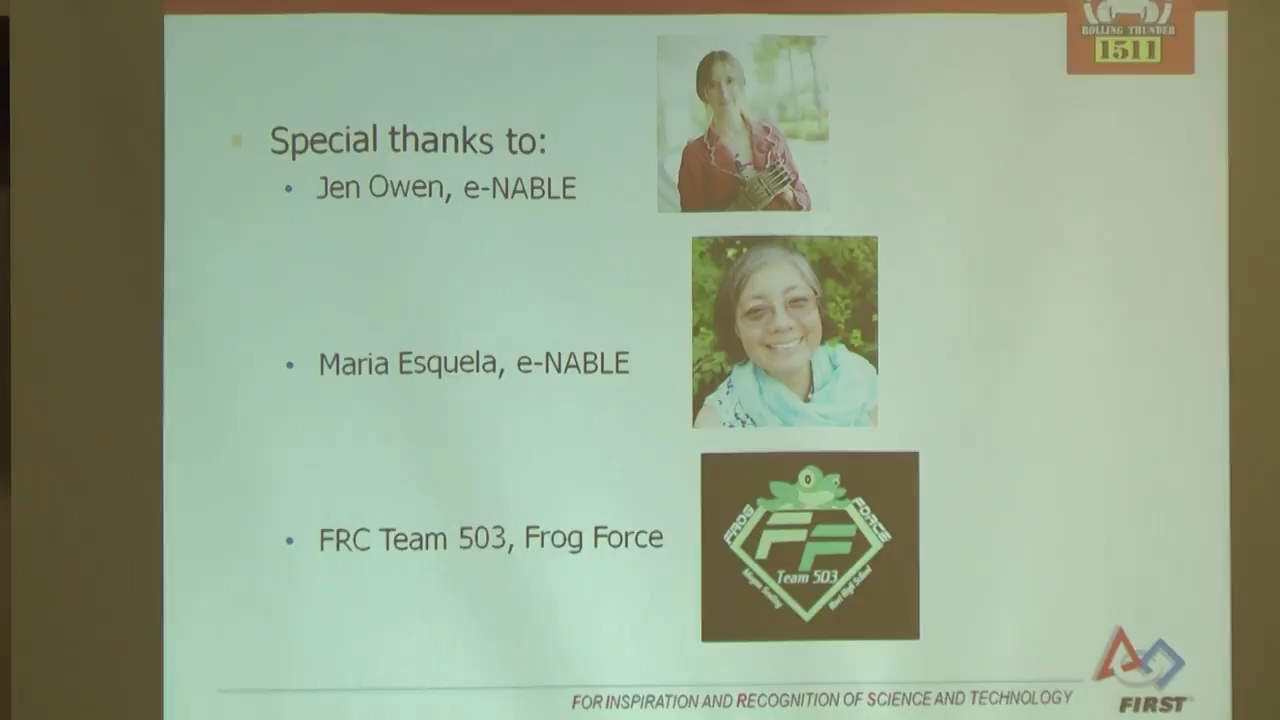 ROLLING THUNDER
1511
Special thanks to:
Jen Owen, e-NABLE
Maria Esquela, e-NABLE
FRC Team 503, Frog Force
FROG FORCE
FF
Team 503
FOR INSPIRATION AND RECOGNITION OF SCIENCE AND TECHNOLOGY
FIRST